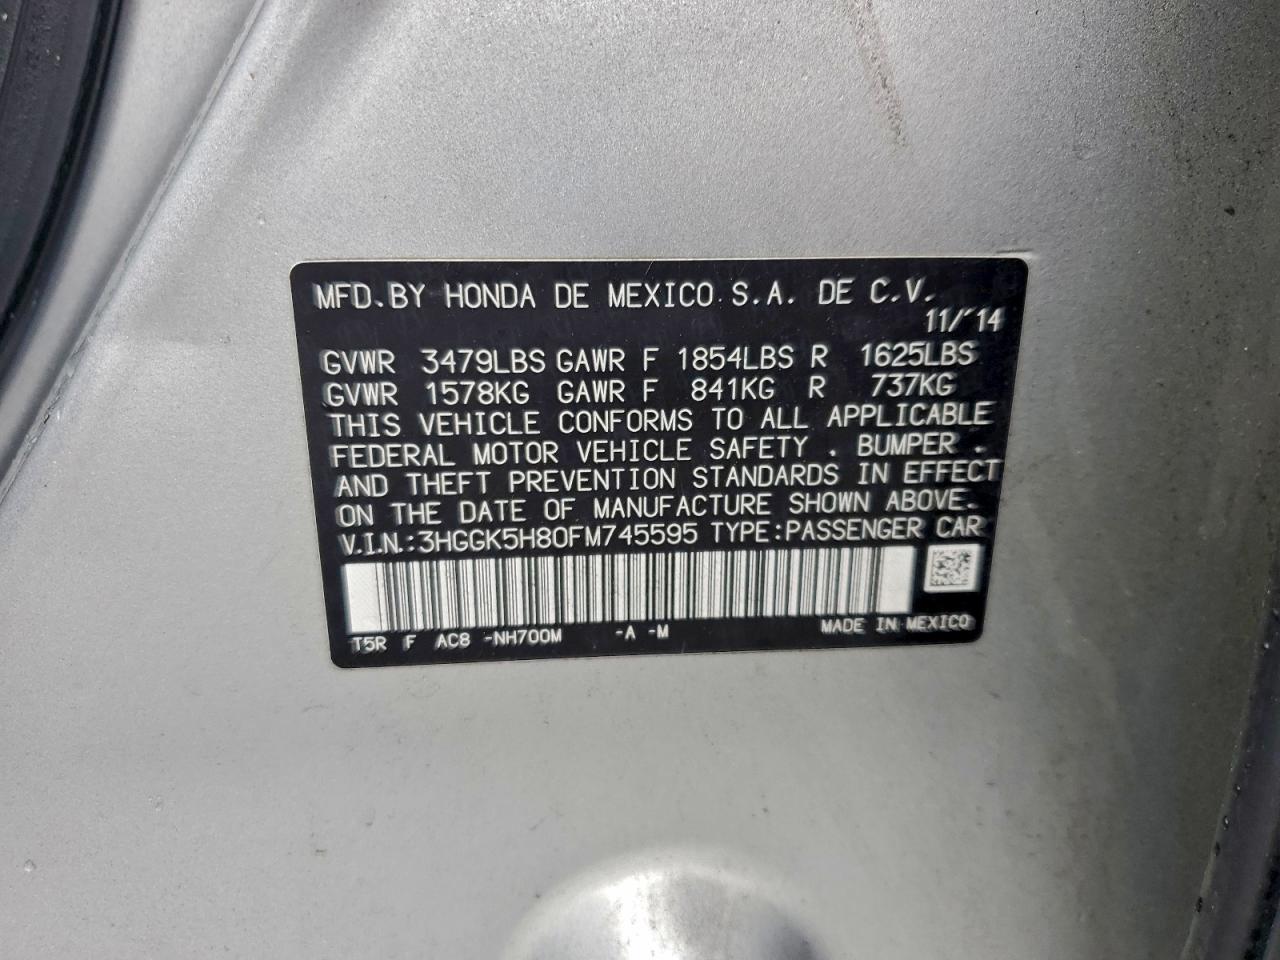 MFD. BY HONDA DE MEXICO S.A. DE C.V.
11/'14
GVWR 3479LBS GAWR F 1854LBS R 1625LBS
GVWR 1578KG GAWR F 841KG R 737KG
THIS VEHICLE CONFORMS TO ALL APPLICABLE
FEDERAL MOTOR VEHICLE SAFETY , BUMPER ,
AND THEFT PREVENTION STANDARDS IN EFFECT
ON THE DATE OF MANUFACTURE SHOWN ABOVE.
V.I.N.:3HGGK5H80FM745595 TYPE:PASSENGER CAR
T5R F AC8 -NH700M -A -M MADE IN MEXICO